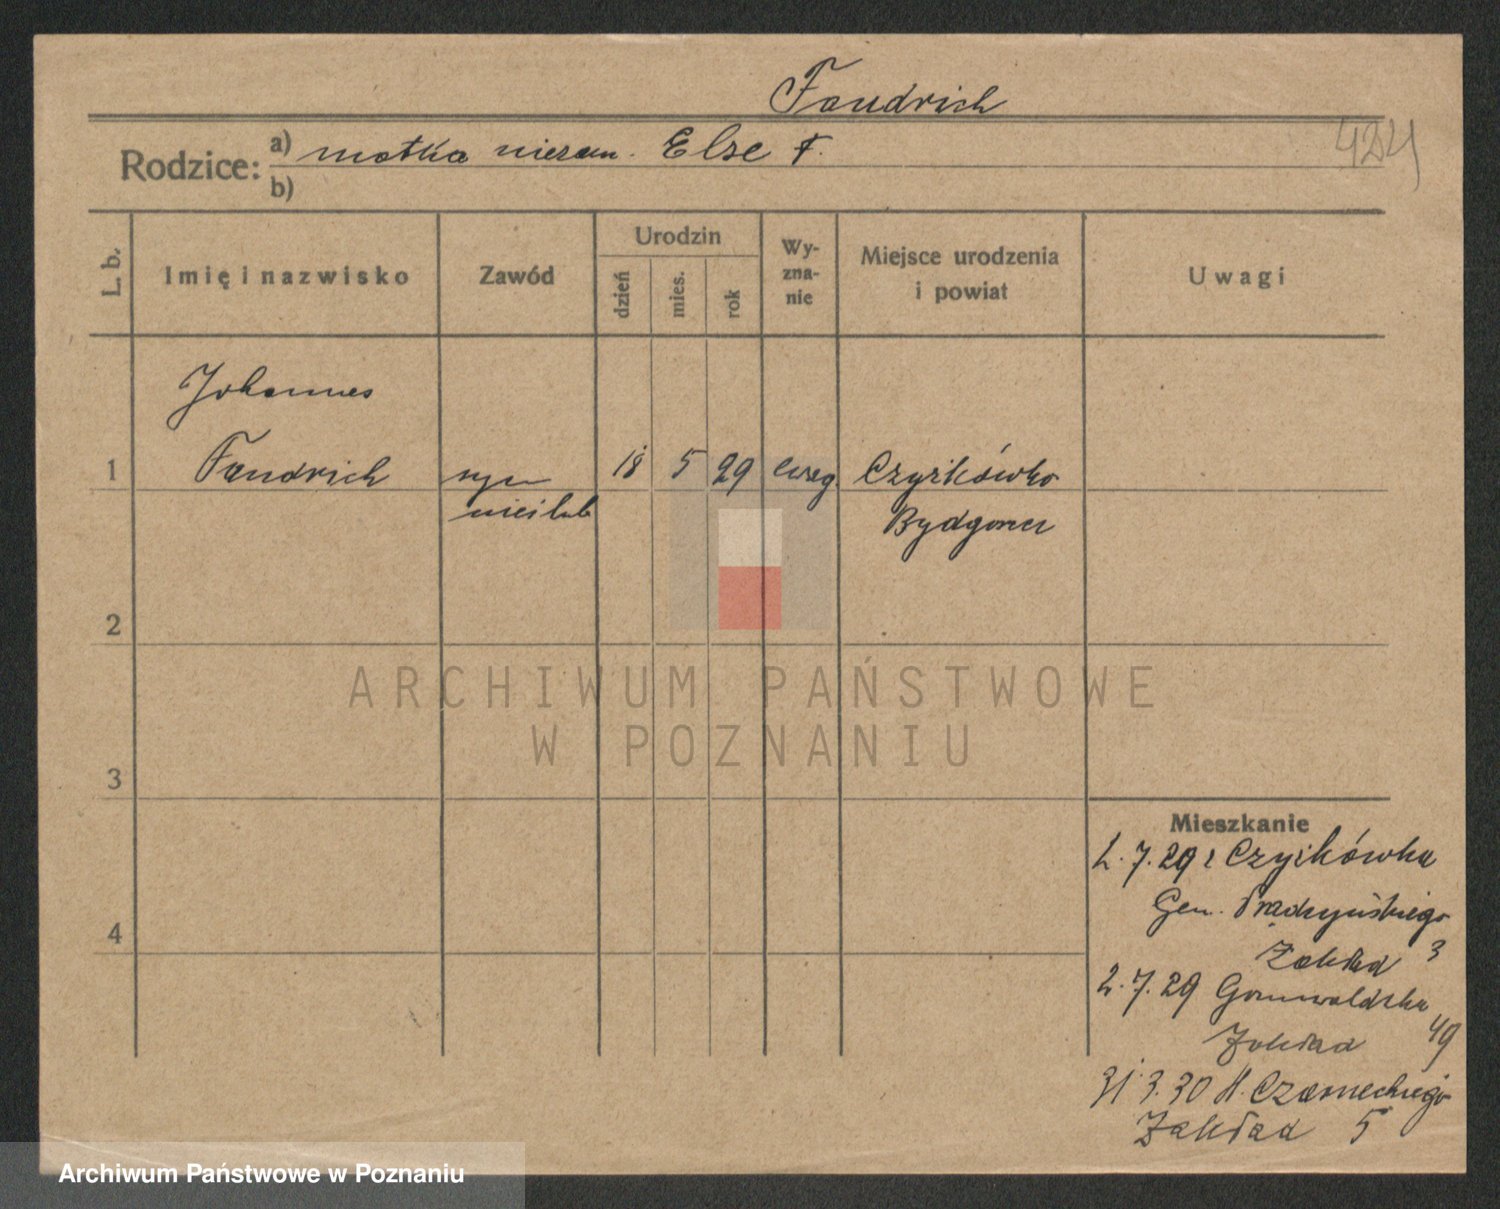 Fandrich
424
Rodzice: a) matka niezam. Else F.
b)
L. b.
Imię i nazwisko
Zawód
Urodzin
dzień
mies.
rok
Wy-
zna-
nie
Miejsce urodzenia
i powiat
Uwagi
Johannes
1 Fandrich syn 18 5 29 ewag Czyżkówko
nieślub Bydgoszcz
2
3
4
ARCHIWUM PAŃSTWOWE
W POZNANIU
Mieszkanie
2.7.29 z Czyżkówka
Gen. Prądzyńskiego
Zakład 3
2.7.29 Grunwaldzka
Zakład 49
31.3.30 H. Czarneckiego
Zakład 5
Archiwum Państwowe w Poznaniu